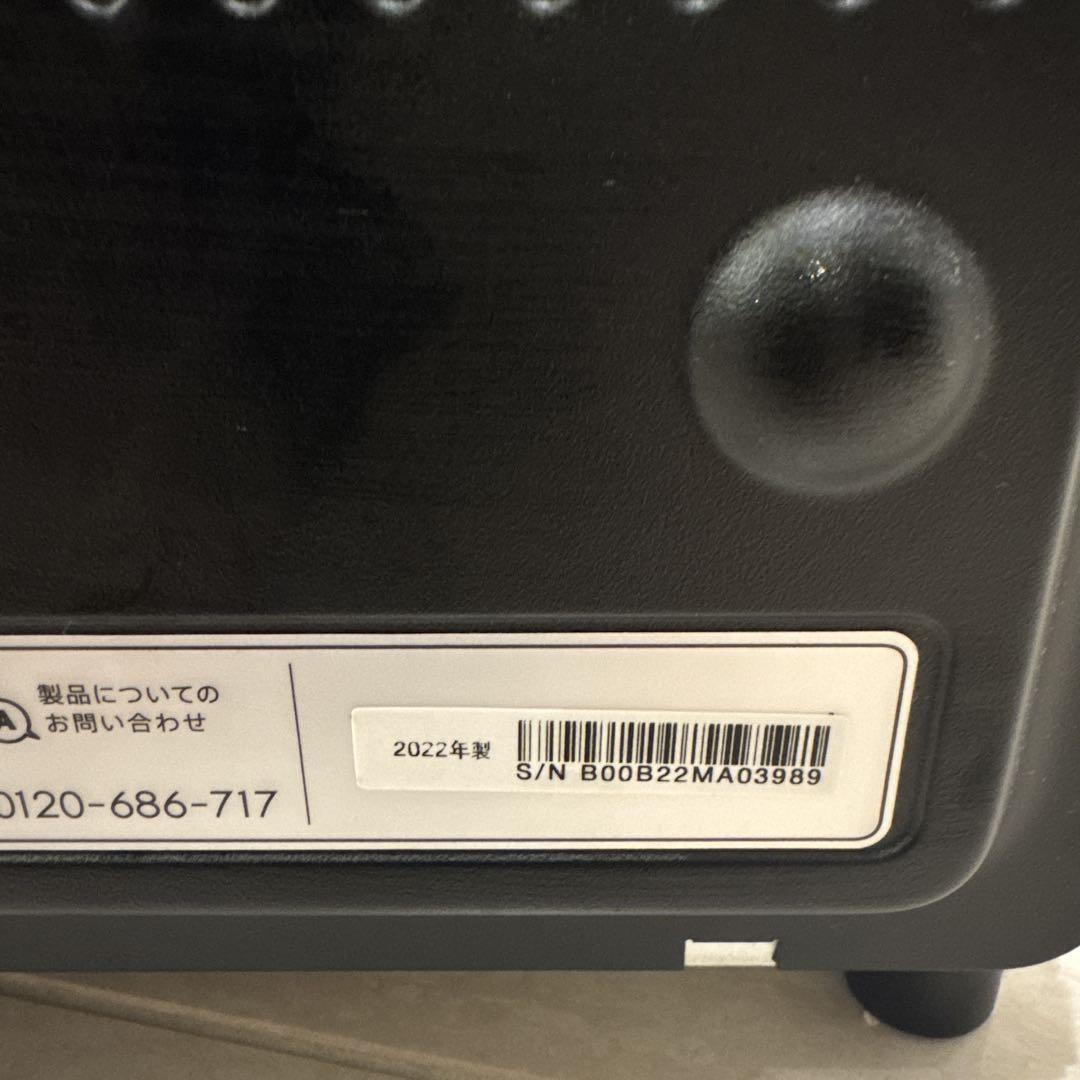 A
製品についての
お問い合わせ
0120-686-717
2022年製
S/N B00B22MA03989